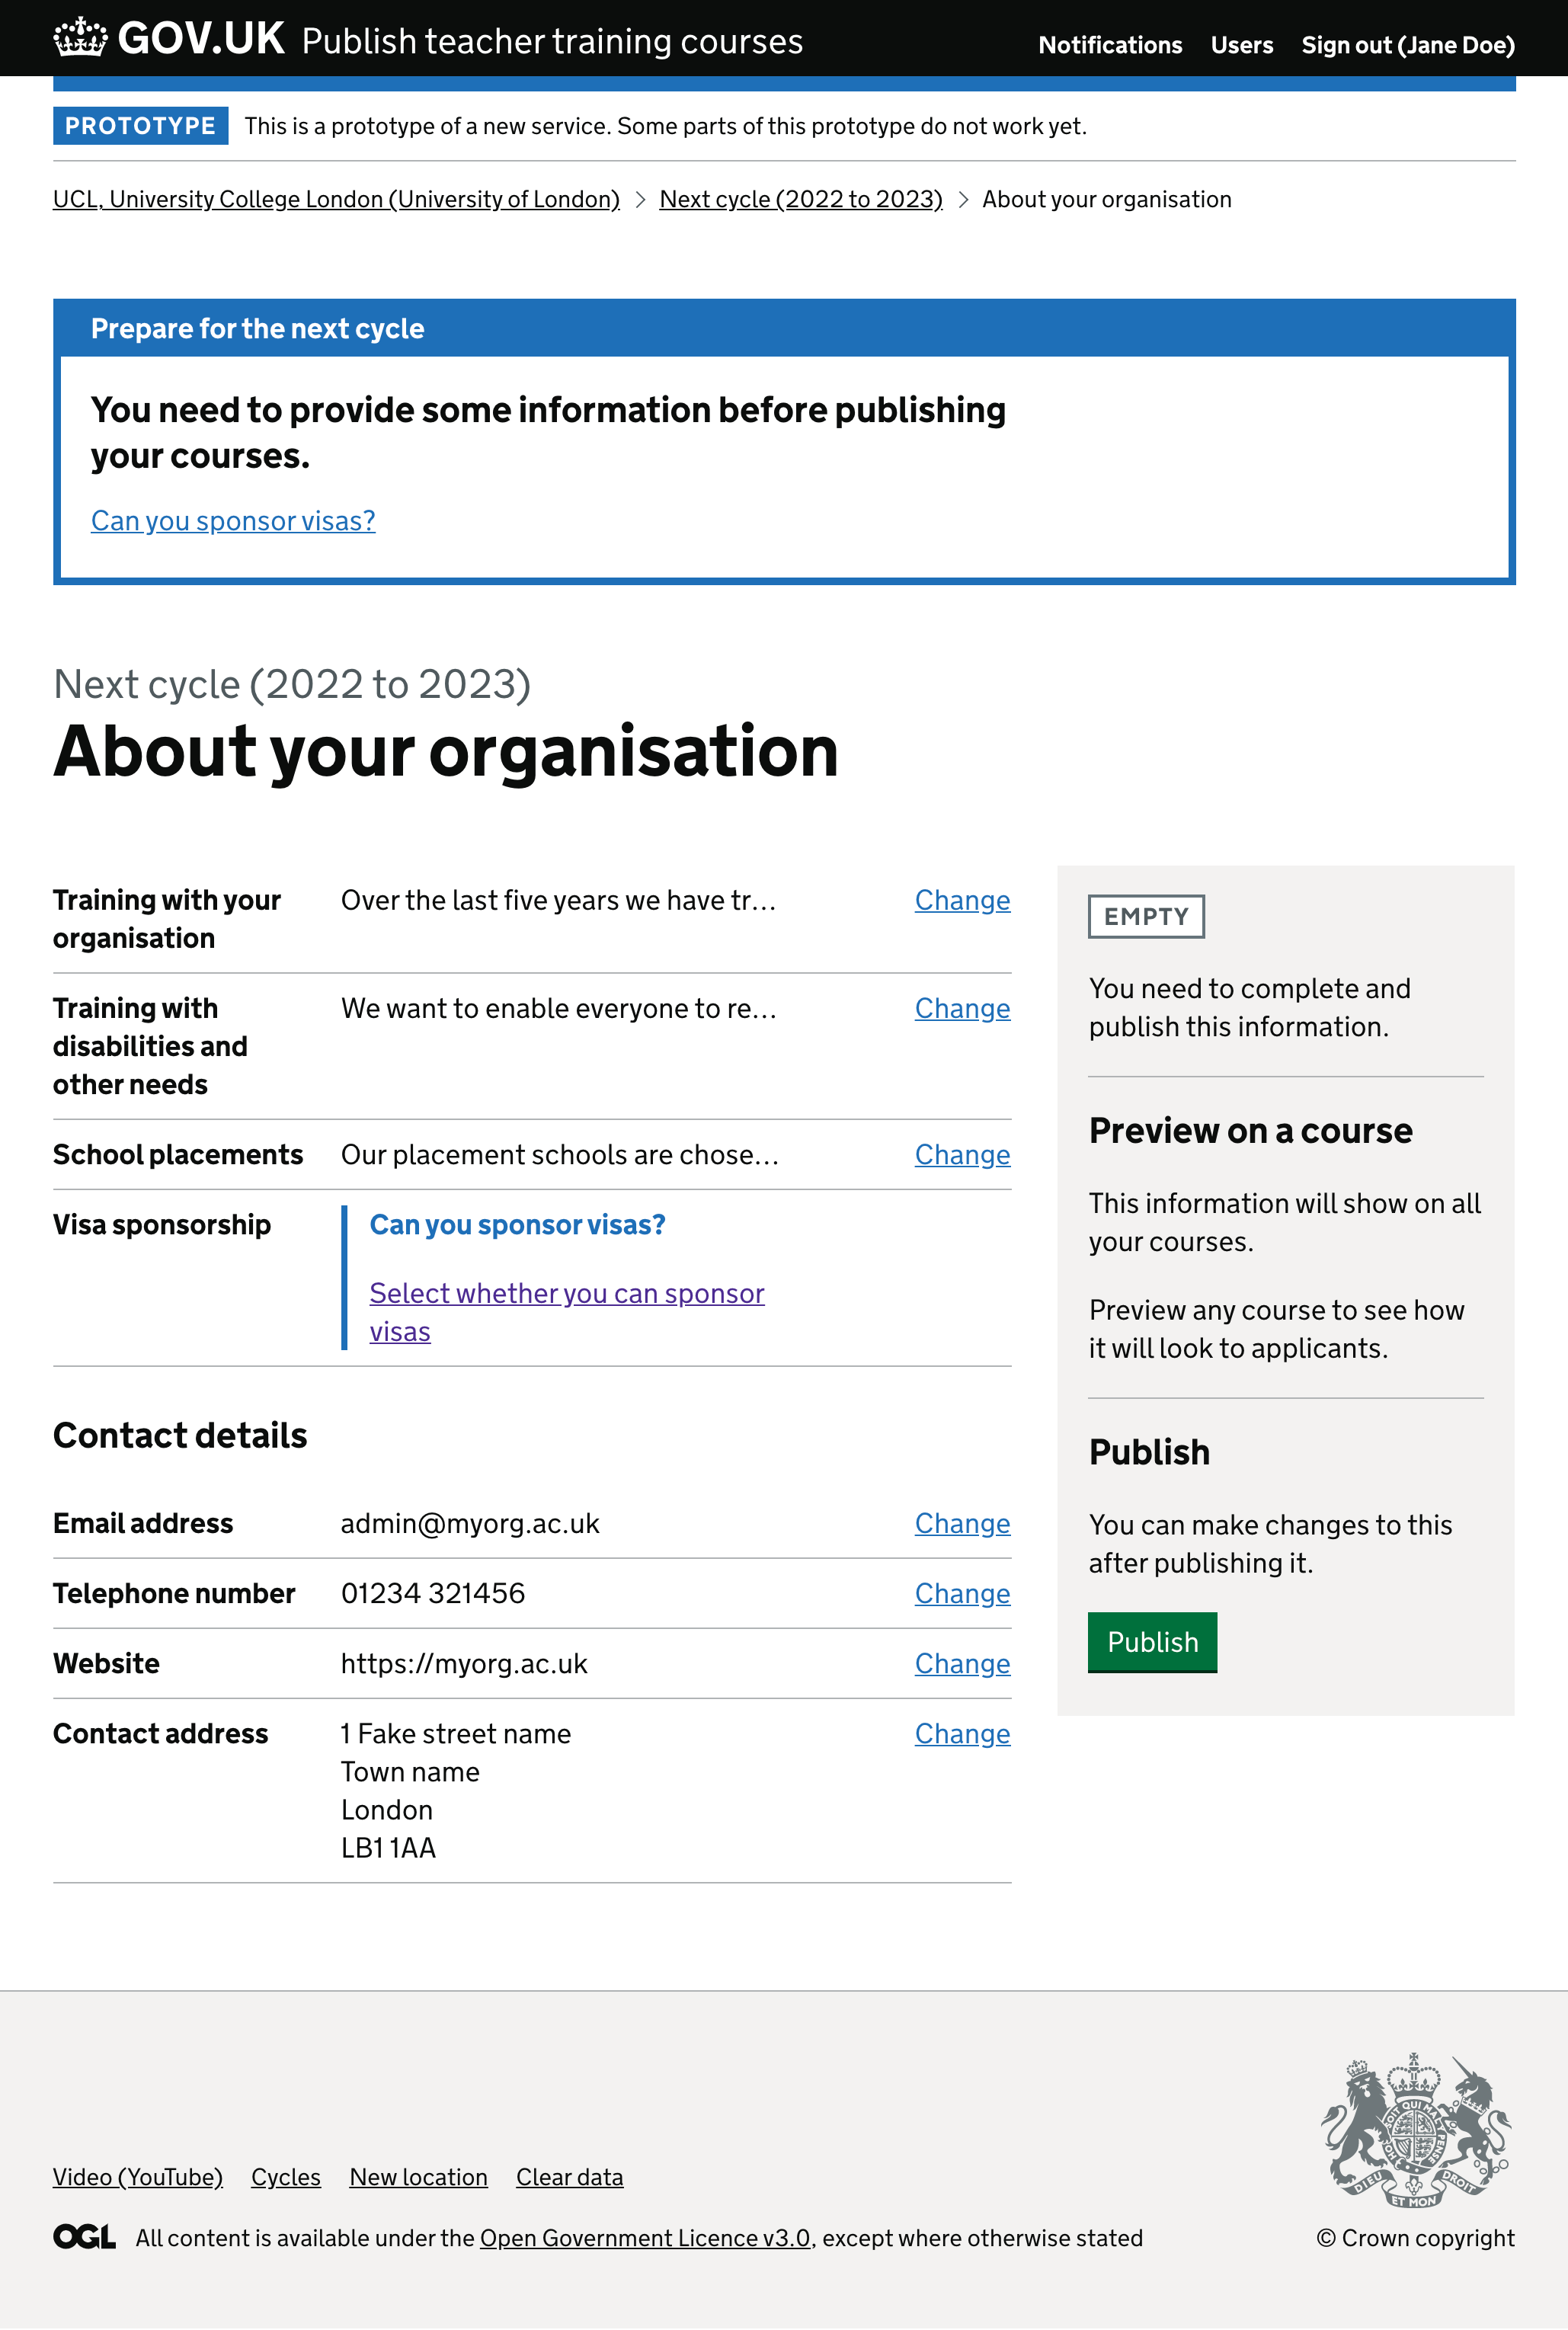 GOV.UK Publish teacher training courses
Notifications Users Sign out (Jane Doe)
PROTOTYPE This is a prototype of a new service. Some parts of this prototype do not work yet.
UCL, University College London (University of London) > Next cycle (2022 to 2023) > About your organisation
Prepare for the next cycle
You need to provide some information before publishing
your courses.
Can you sponsor visas?
Next cycle (2022 to 2023)
About your organisation
Training with your
organisation
Over the last five years we have tr…
Change
Training with
disabilities and
other needs
We want to enable everyone to re…
Change
School placements
Our placement schools are chose…
Change
Visa sponsorship
Can you sponsor visas?
Select whether you can sponsor
visas
Contact details
Email address
admin@myorg.ac.uk
Change
Telephone number
01234 321456
Change
Website
https://myorg.ac.uk
Change
Contact address
1 Fake street name
Town name
London
LB1 1AA
Change
EMPTY
You need to complete and
publish this information.
Preview on a course
This information will show on all
your courses.
Preview any course to see how
it will look to applicants.
Publish
You can make changes to this
after publishing it.
Publish
Video (YouTube) Cycles New location Clear data
OGL All content is available under the Open Government Licence v3.0, except where otherwise stated
SOIT QUI MAL
PENSE
DIEU
ET MON
DROIT
© Crown copyright